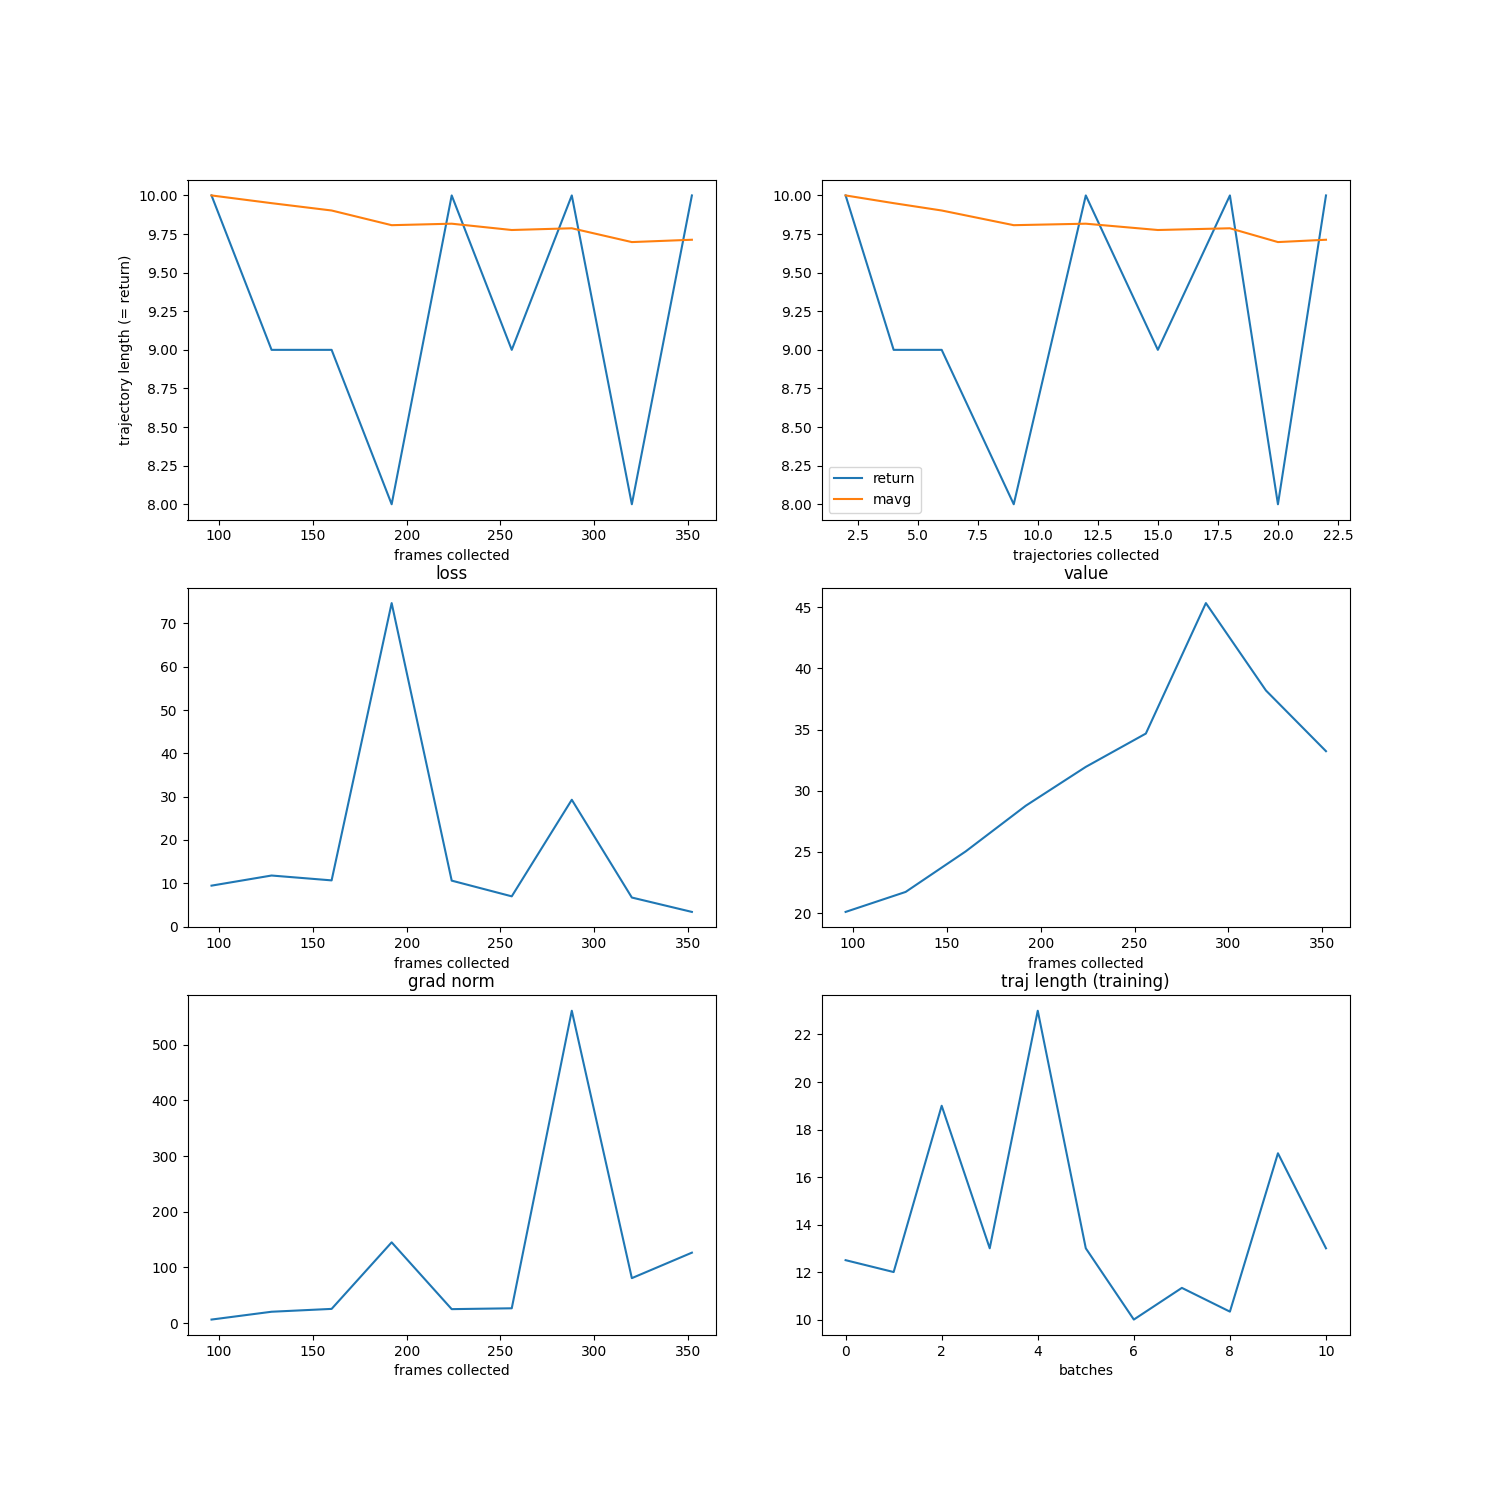 10.00
9.75
9.50
9.25
9.00
8.75
8.50
8.25
8.00
trajectory length (= return)
100 150 200 250 300 350
frames collected
10.00
9.75
9.50
9.25
9.00
8.75
8.50
8.25
8.00
return
mavg
2.5 5.0 7.5 10.0 12.5 15.0 17.5 20.0 22.5
trajectories collected
loss
70
60
50
40
30
20
10
0
100 150 200 250 300 350
frames collected
value
45
40
35
30
25
20
100 150 200 250 300 350
frames collected
grad norm
500
400
300
200
100
0
100 150 200 250 300 350
frames collected
traj length (training)
22
20
18
16
14
12
10
0 2 4 6 8 10
batches